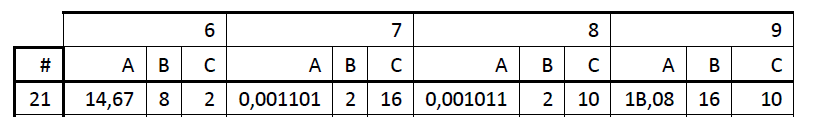 6 7 8 9
# A B C A B C A B C A B C
21 14,67 8 2 0,001101 2 16 0,001011 2 10 1B,08 16 10